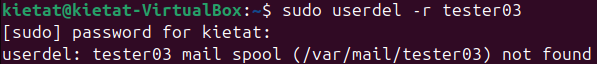 kietat@kietat-VirtualBox:~$ sudo userdel -r tester03
[sudo] password for kietat:
userdel: tester03 mail spool (/var/mail/tester03) not found